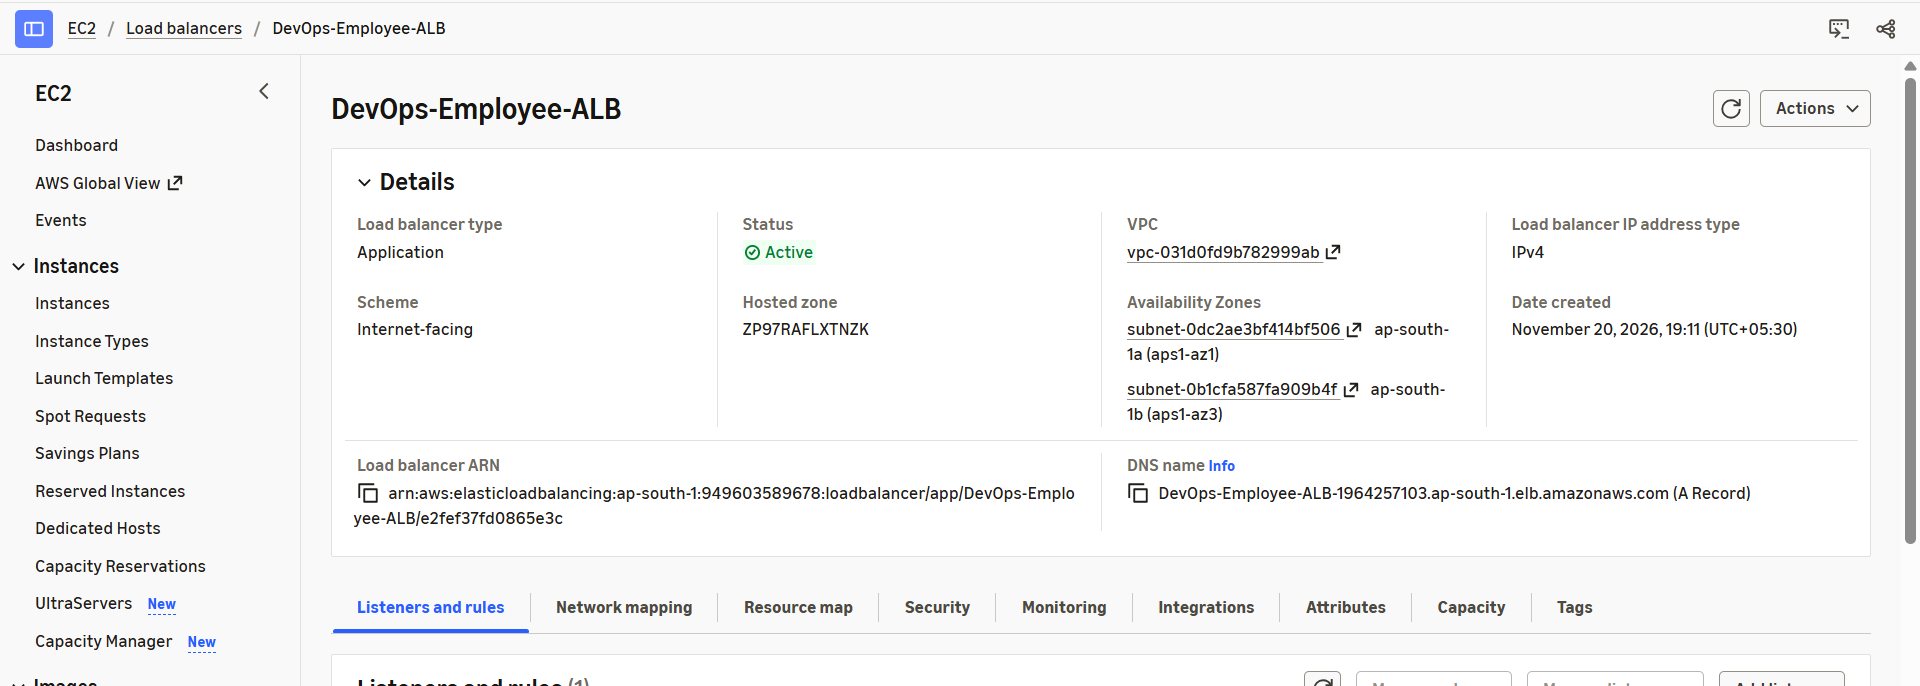 EC2 / Load balancers / DevOps-Employee-ALB
EC2
Dashboard
AWS Global View
Events
Instances
Instances
Instance Types
Launch Templates
Spot Requests
Savings Plans
Reserved Instances
Dedicated Hosts
Capacity Reservations
UltraServers New
Capacity Manager New
Images
DevOps-Employee-ALB
Actions
Details
Load balancer type
Application
Status
Active
VPC
vpc-031d0fd9b782999ab
Load balancer IP address type
IPv4
Scheme
Internet-facing
Hosted zone
ZP97RAFLXTNZK
Availability Zones
subnet-0dc2ae3bf414bf506 ap-south-
1a (aps1-az1)
subnet-0b1cfa587fa909b4f ap-south-
1b (aps1-az3)
Date created
November 20, 2026, 19:11 (UTC+05:30)
Load balancer ARN
arn:aws:elasticloadbalancing:ap-south-1:949603589678:loadbalancer/app/DevOps-Emplo
yee-ALB/e2fef37fd0865e3c
DNS name Info
DevOps-Employee-ALB-1964257103.ap-south-1.elb.amazonaws.com (A Record)
Listeners and rules Network mapping Resource map Security Monitoring Integrations Attributes Capacity Tags
Listeners and rules (1)